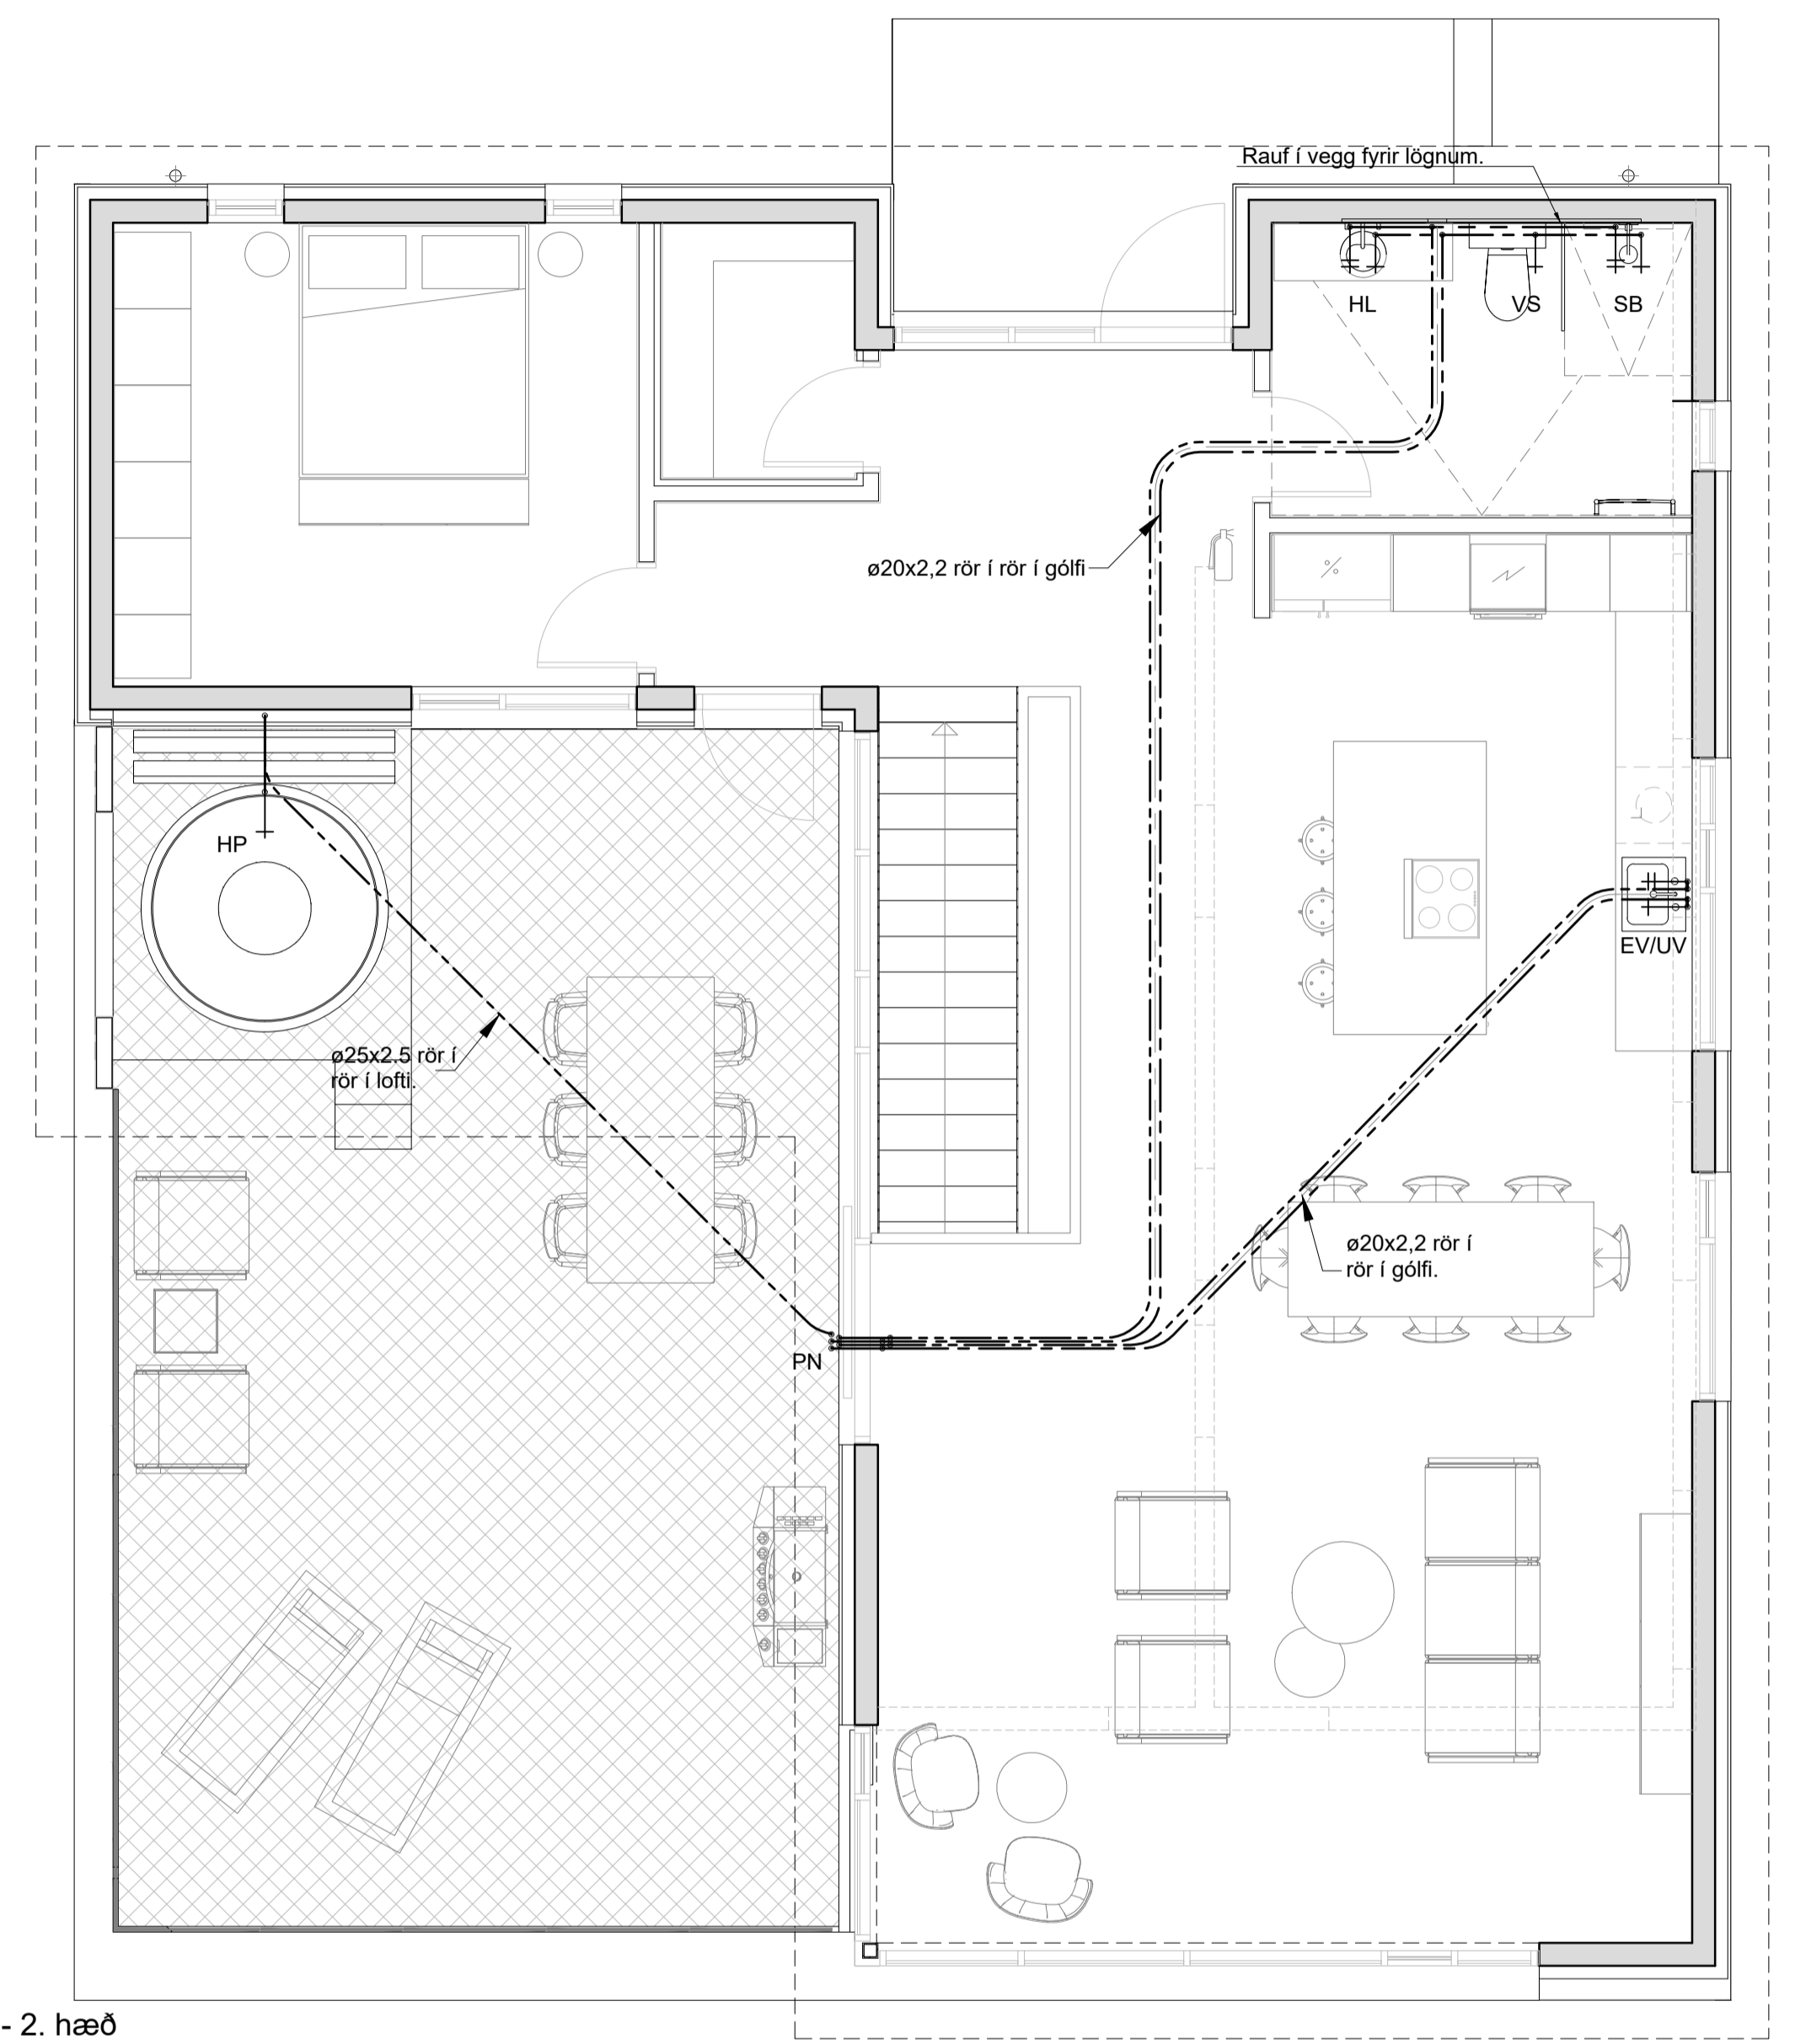 Rauf í vegg fyrir lögnum.
HL
VS
SB
ø20x2,2 rör í rör í gólfi
HP
EV/UV
ø25x2.5 rör í
rör í lofti.
ø20x2,2 rör í
rör í gólfi.
PN
- 2. hæð